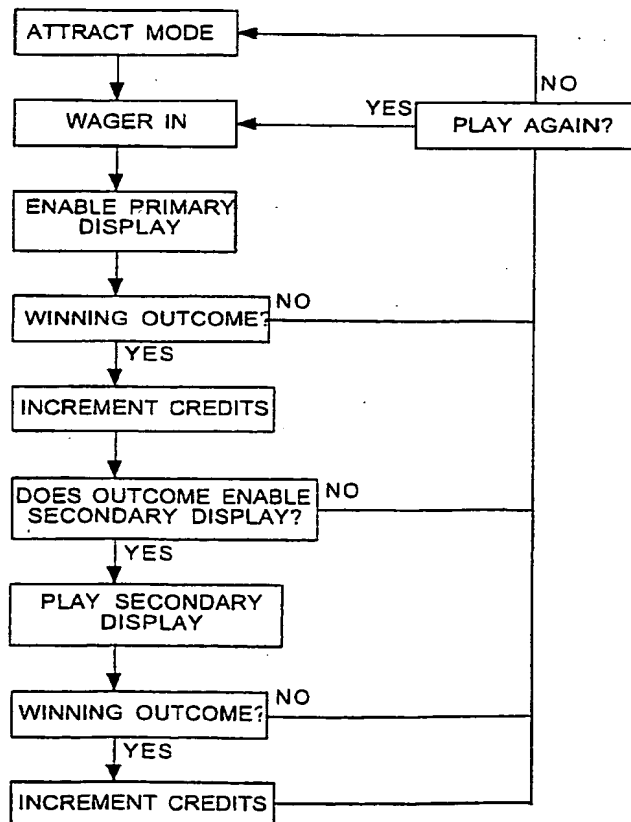 ATTRACT MODE
NO
YES
WAGER IN
PLAY AGAIN?
ENABLE PRIMARY
DISPLAY
NO
WINNING OUTCOME?
YES
INCREMENT CREDITS
DOES OUTCOME ENABLE
SECONDARY DISPLAY?
NO
YES
PLAY SECONDARY
DISPLAY
NO
WINNING OUTCOME?
YES
INCREMENT CREDITS